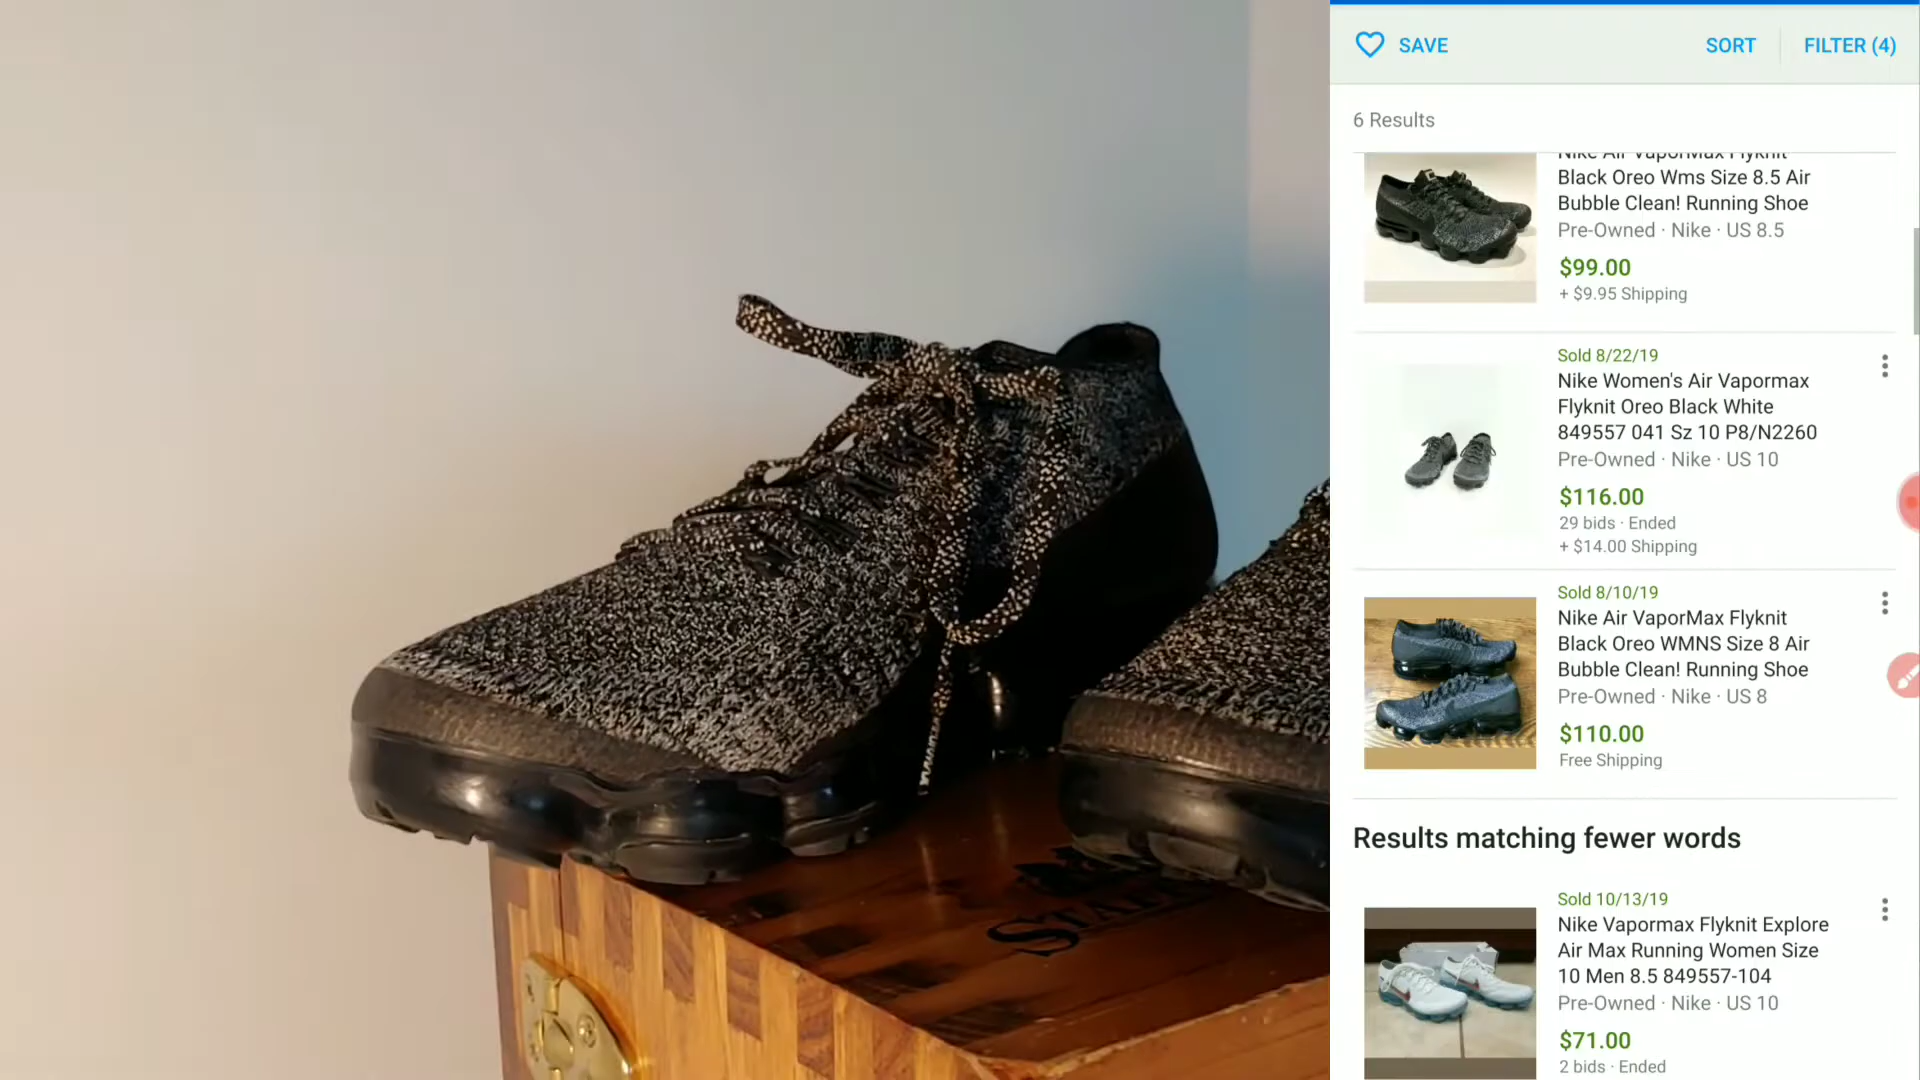 SAVE
SORT
FILTER (4)
6 Results
Nike Air VaporMax Flyknit
Black Oreo Wms Size 8.5 Air
Bubble Clean! Running Shoe
Pre-Owned · Nike · US 8.5
$99.00
+ $9.95 Shipping
Sold 8/22/19
Nike Women's Air Vapormax
Flyknit Oreo Black White
849557 041 Sz 10 P8/N2260
Pre-Owned · Nike · US 10
$116.00
29 bids · Ended
+ $14.00 Shipping
Sold 8/10/19
Nike Air VaporMax Flyknit
Black Oreo WMNS Size 8 Air
Bubble Clean! Running Shoe
Pre-Owned · Nike · US 8
$110.00
Free Shipping
Results matching fewer words
Sold 10/13/19
Nike Vapormax Flyknit Explore
Air Max Running Women Size
10 Men 8.5 849557-104
Pre-Owned · Nike · US 10
$71.00
2 bids · Ended